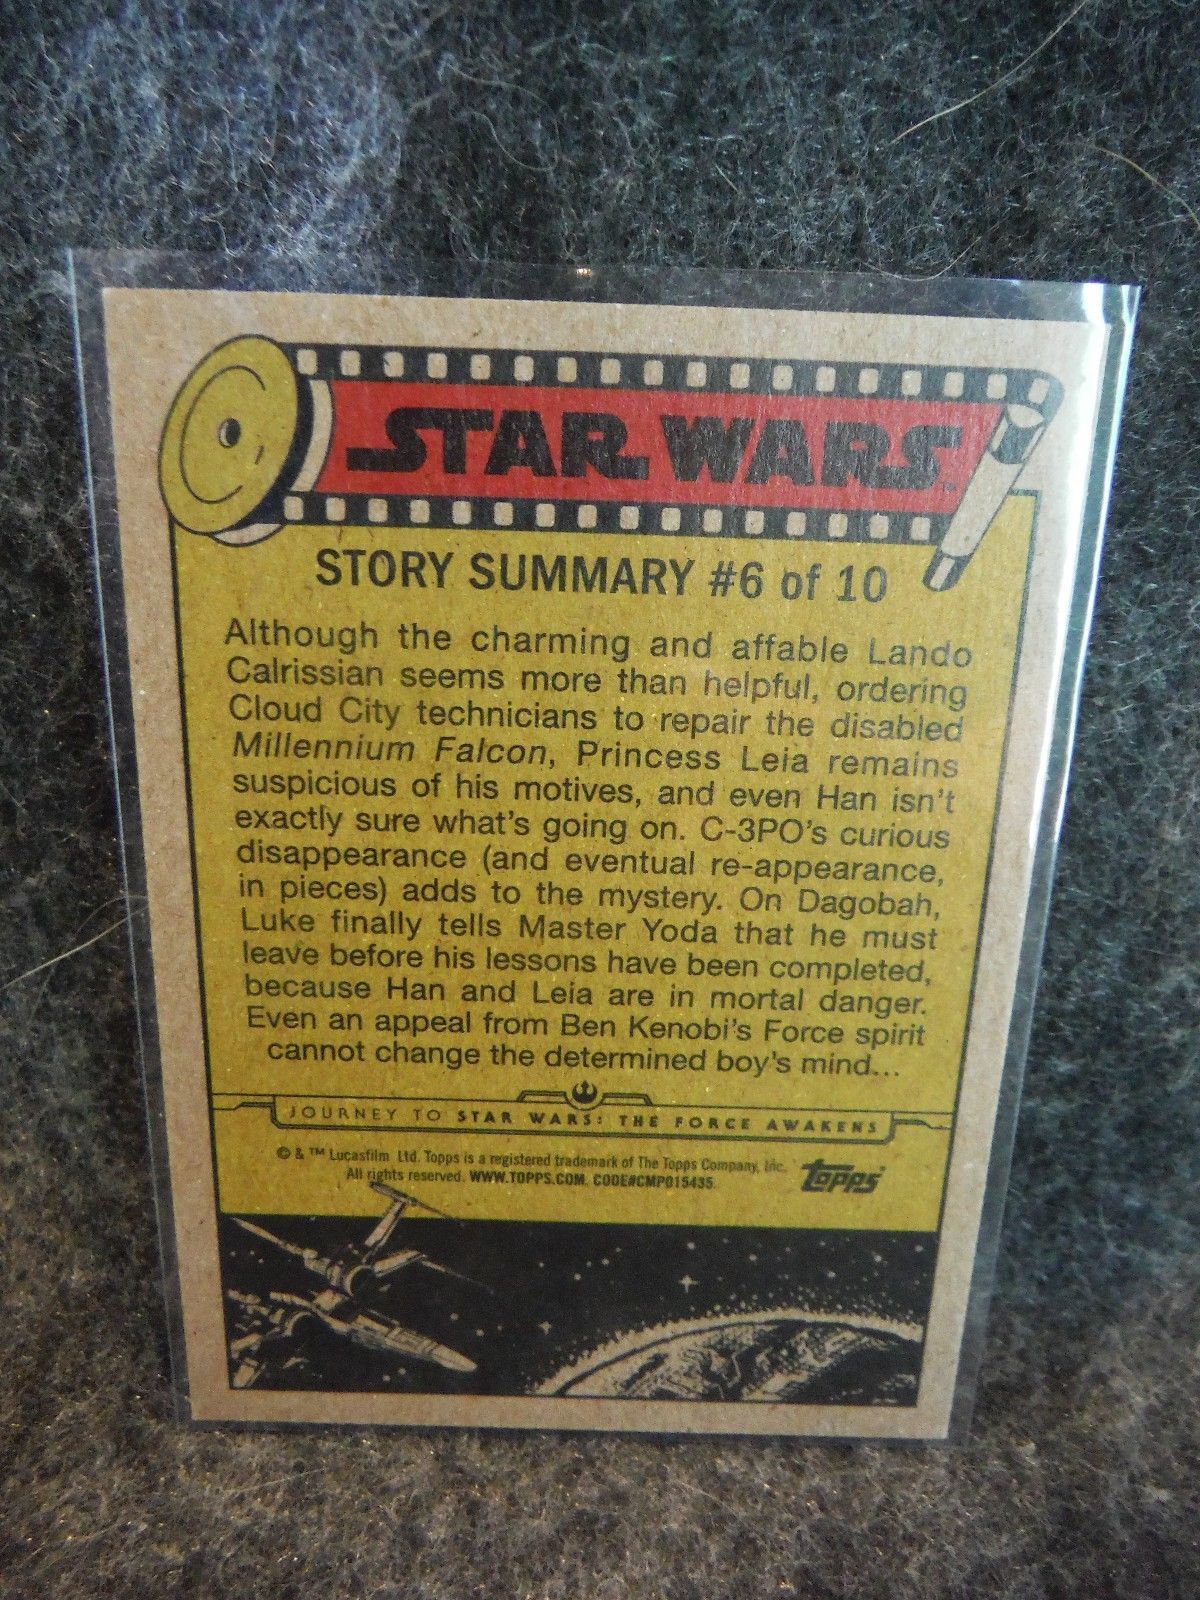 STAR WARS.
STORY SUMMARY #6 of 10
Although the charming and affable Lando
Calrissian seems more than helpful, ordering
Cloud City technicians to repair the disabled
Millennium Falcon, Princess Leia remains
suspicious of his motives, and even Han isn't
exactly sure what's going on. C-3PO's curious
disappearance (and eventual re-appearance,
in pieces) adds to the mystery. On Dagobah,
Luke finally tells Master Yoda that he must
leave before his lessons have been completed,
because Han and Leia are in mortal danger.
Even an appeal from Ben Kenobi's Force spirit
cannot change the determined boy's mind...
JOURNEY TO STAR WARS: THE FORCE AWAKENS
© & ™ Lucasfilm Ltd. Topps is a registered trademark of The Topps Company, Inc.
All rights reserved. WWW.TOPPS.COM. CODE#CMP015435
topps